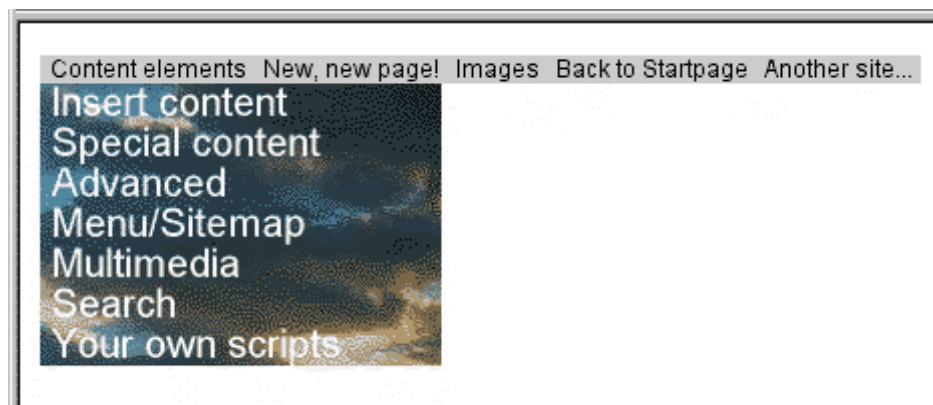 Content elements New, new page! Images Back to Startpage Another site...
Insert content
Special content
Advanced
Menu/Sitemap
Multimedia
Search
Your own scripts